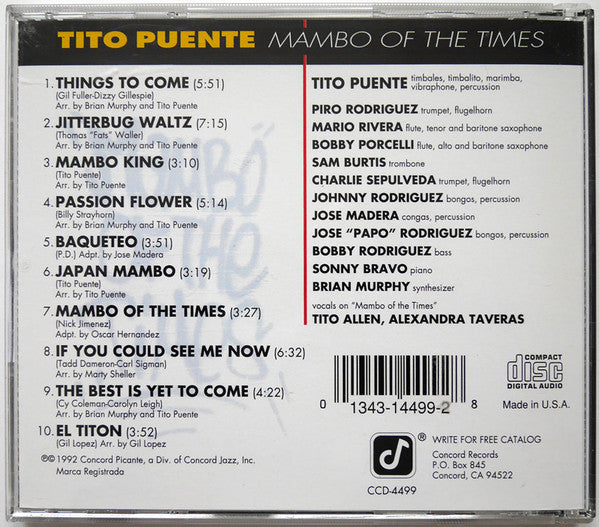 TITO PUENTE MAMBO OF THE TIMES
1. THINGS TO COME (5:51)
(Gil Fuller-Dizzy Gillespie)
Arr. by Brian Murphy and Tito Puente
2. JITTERBUG WALTZ (7:15)
(Thomas "Fats" Waller)
Arr. by Brian Murphy and Tito Puente
3. MAMBO KING (3:10)
(Tito Puente)
Arr. by Tito Puente
4. PASSION FLOWER (5:14)
(Billy Strayhorn)
Arr. by Brian Murphy and Tito Puente
5. BAQUETEO (3:51)
(P.D.) Adpt. by Jose Madera
6. JAPAN MAMBO (3:19)
(Tito Puente)
Arr. by Tito Puente
7. MAMBO OF THE TIMES (3:27)
(Nick Jimenez)
Adpt. by Oscar Hernandez
8. IF YOU COULD SEE ME NOW (6:32)
(Tadd Dameron-Carl Sigman)
Arr. by Marty Sheller
9. THE BEST IS YET TO COME (4:22)
(Cy Coleman-Carolyn Leigh)
Arr. by Brian Murphy and Tito Puente
10. EL TITON (3:52)
(Gil Lopez) Arr. by Gil Lopez
℗© 1992 Concord Picante, a Div. of Concord Jazz, Inc.
Marca Registrada
TITO PUENTE timbales, timbalito, marimba,
vibraphone, percussion
PIRO RODRIGUEZ trumpet, flugelhorn
MARIO RIVERA flute, tenor and baritone saxophone
BOBBY PORCELLI flute, alto and baritone saxophone
SAM BURTIS trombone
CHARLIE SEPULVEDA trumpet, flugelhorn
JOHNNY RODRIGUEZ bongos, percussion
JOSE MADERA congas, percussion
JOSE "PAPO" RODRIGUEZ bongos, percussion
BOBBY RODRIGUEZ bass
SONNY BRAVO piano
BRIAN MURPHY synthesizer
vocals on "Mambo of the Times"
TITO ALLEN, ALEXANDRA TAVERAS
0 1343-14499-2 8
COMPACT
disc
DIGITAL AUDIO
Made in U.S.A.
®
CCD-4499
WRITE FOR FREE CATALOG
Concord Records
P.O. Box 845
Concord, CA 94522
MAMBO
OF THE
TIMES